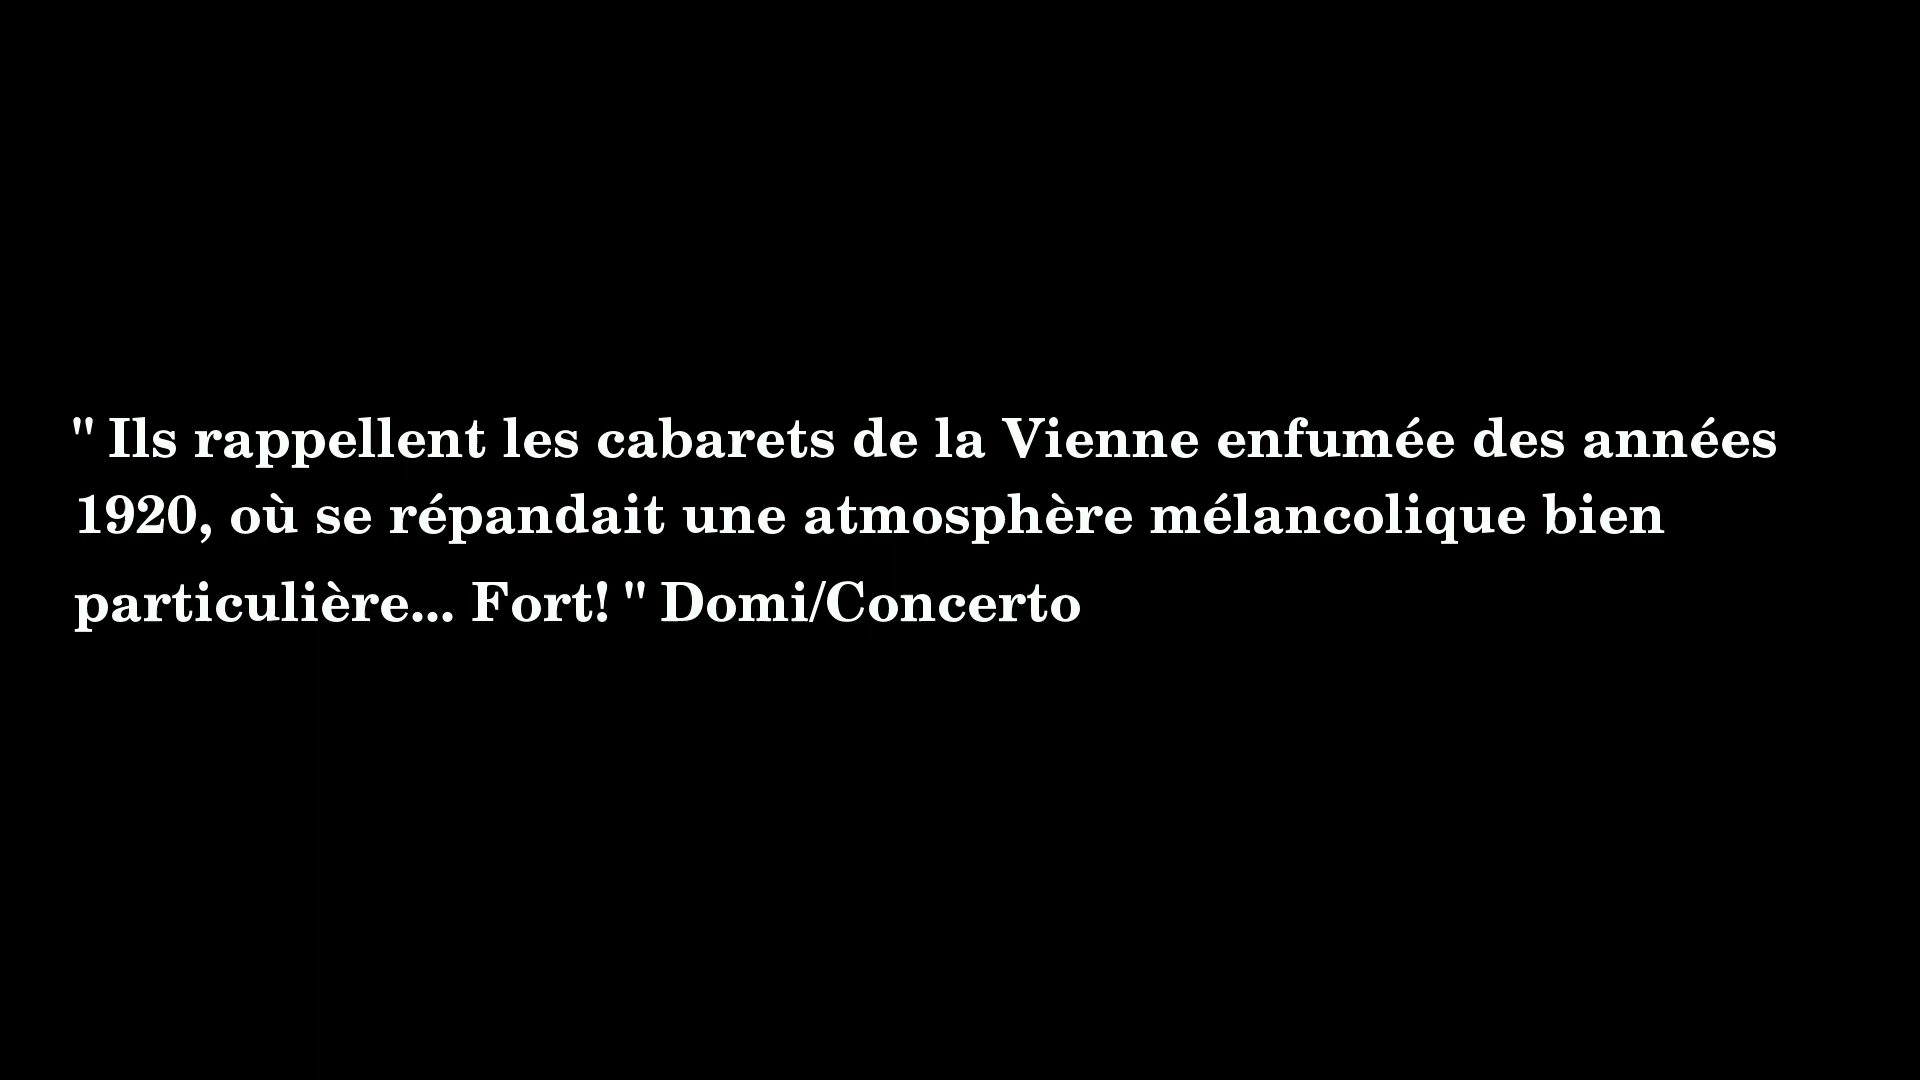 " Ils rappellent les cabarets de la Vienne enfumée des années
1920, où se répandait une atmosphère mélancolique bien
particulière... Fort! " Domi/Concerto